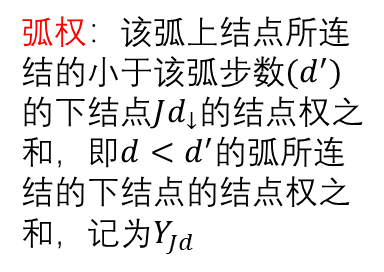 弧权：该弧上结点所连
结的小于该弧步数(d′)
的下结点Jd↓的结点权之
和，即d < d′的弧所连
结的下结点的结点权之
和，记为Y_Jd